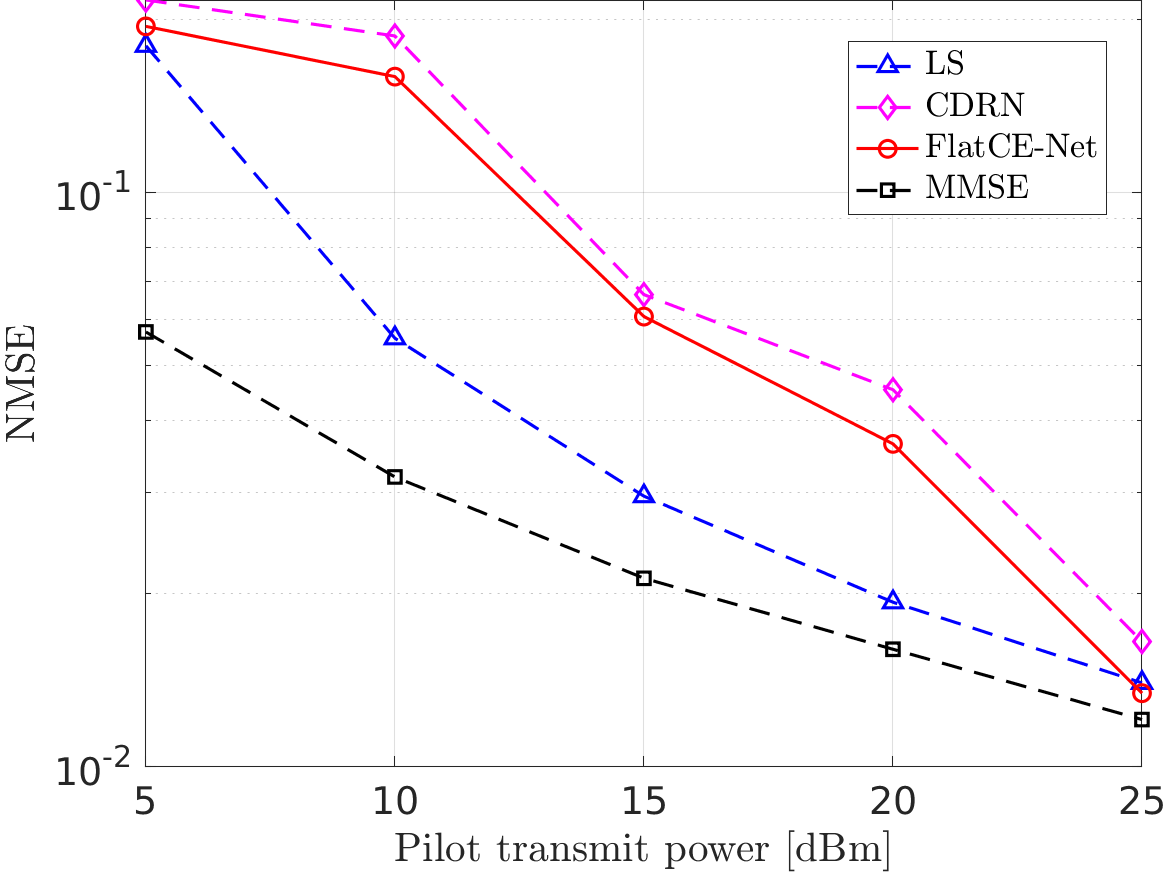 LS
CDRN
FlatCE-Net
MMSE
10-1
10-2
NMSE
5 10 15 20 25
Pilot transmit power [dBm]